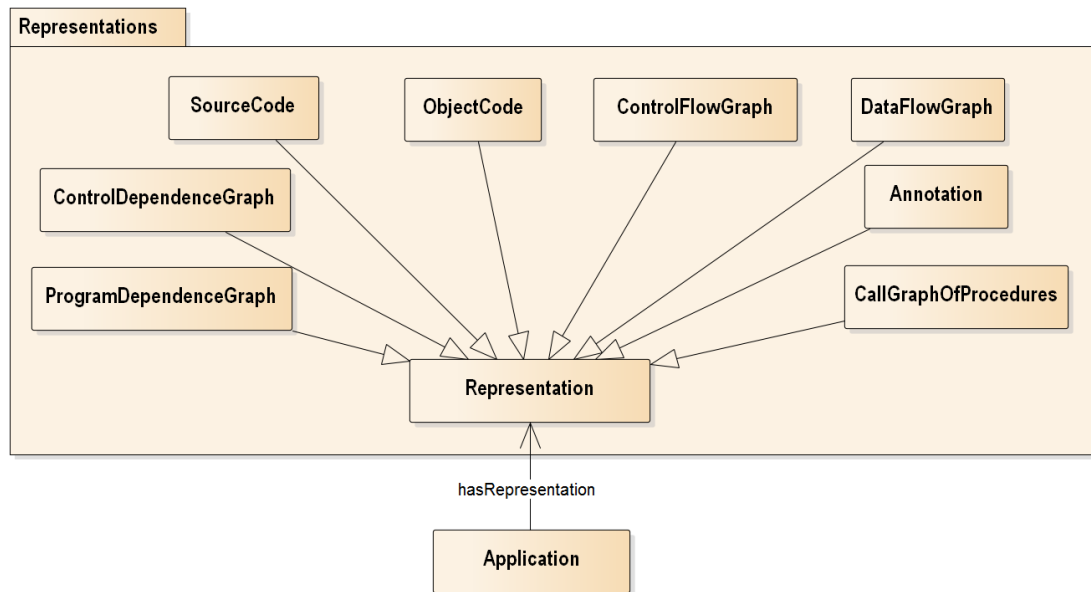 Representations
SourceCode
ObjectCode
ControlFlowGraph
DataFlowGraph
ControlDependenceGraph
Annotation
ProgramDependenceGraph
CallGraphOfProcedures
Representation
hasRepresentation
Application